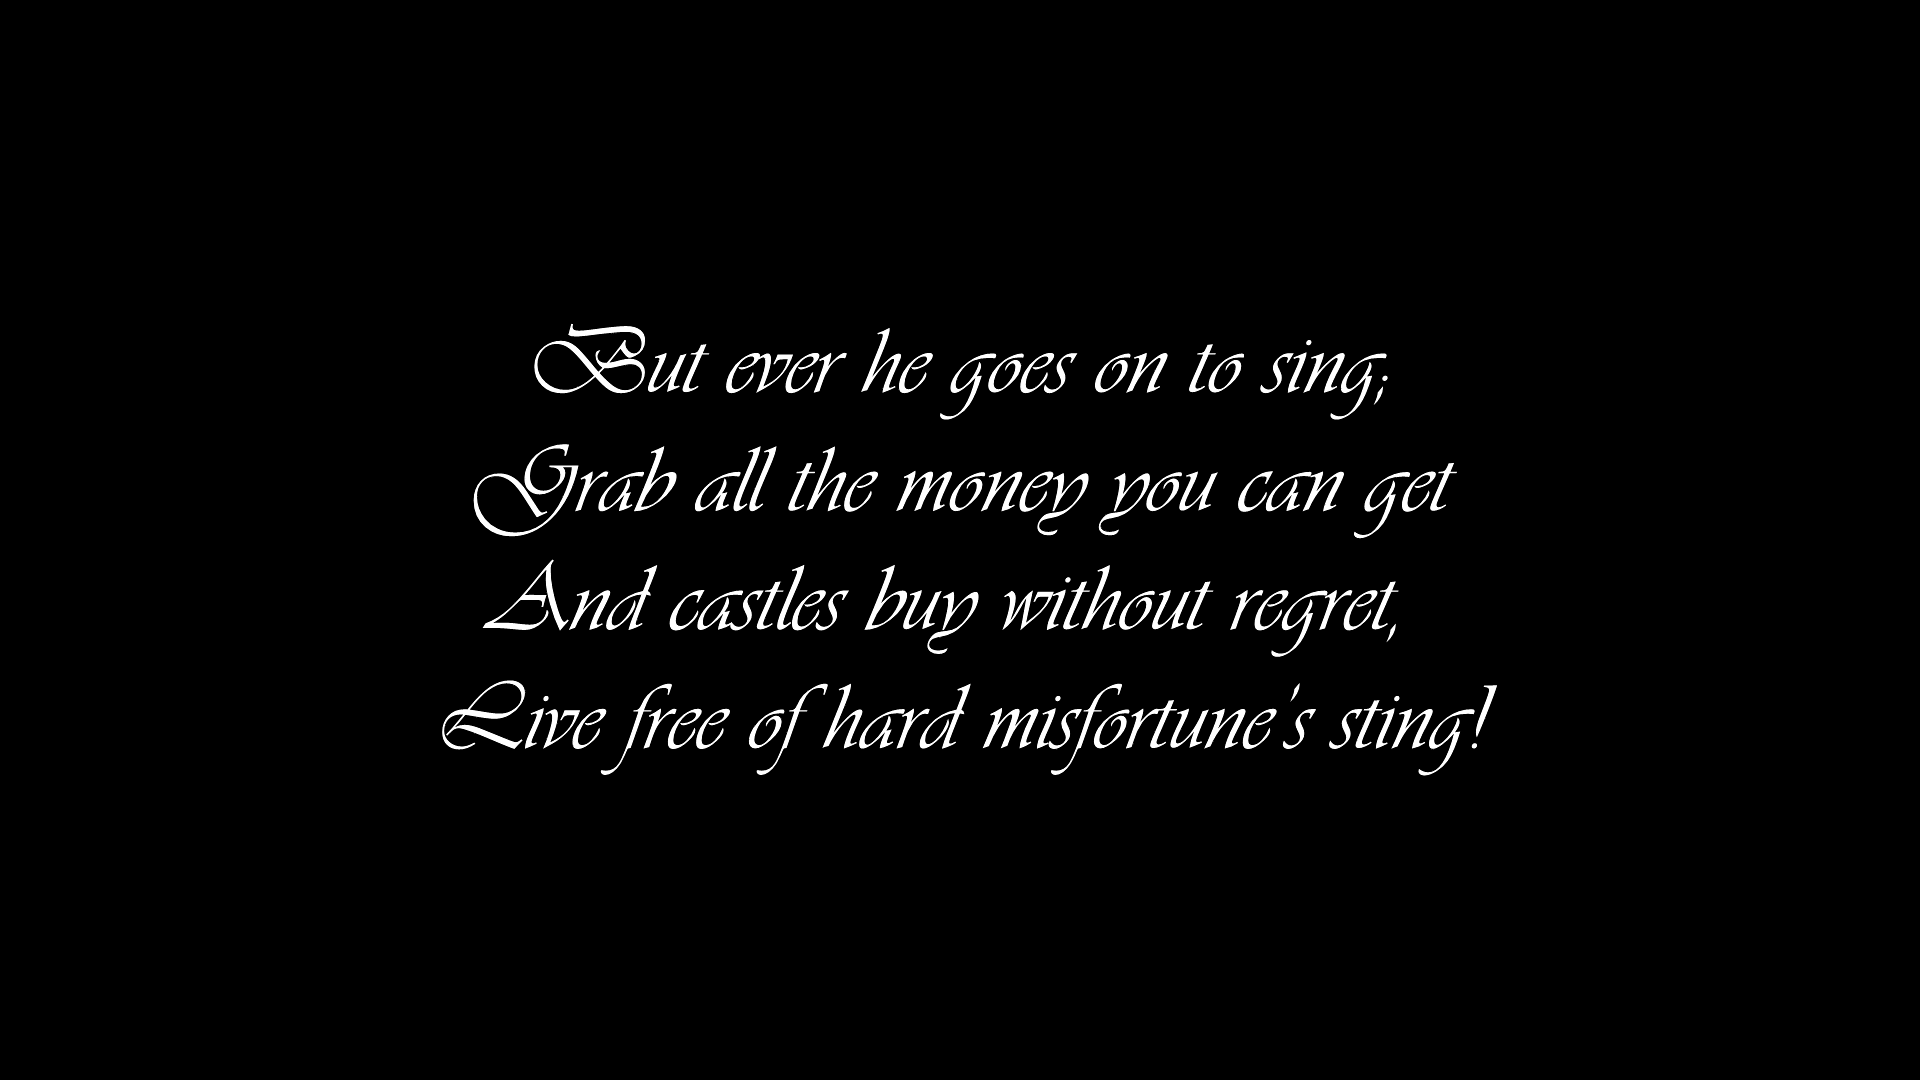 But ever he goes on to sing;
Grab all the money you can get
And castles buy without regret,
Live free of hard misfortune's sting!